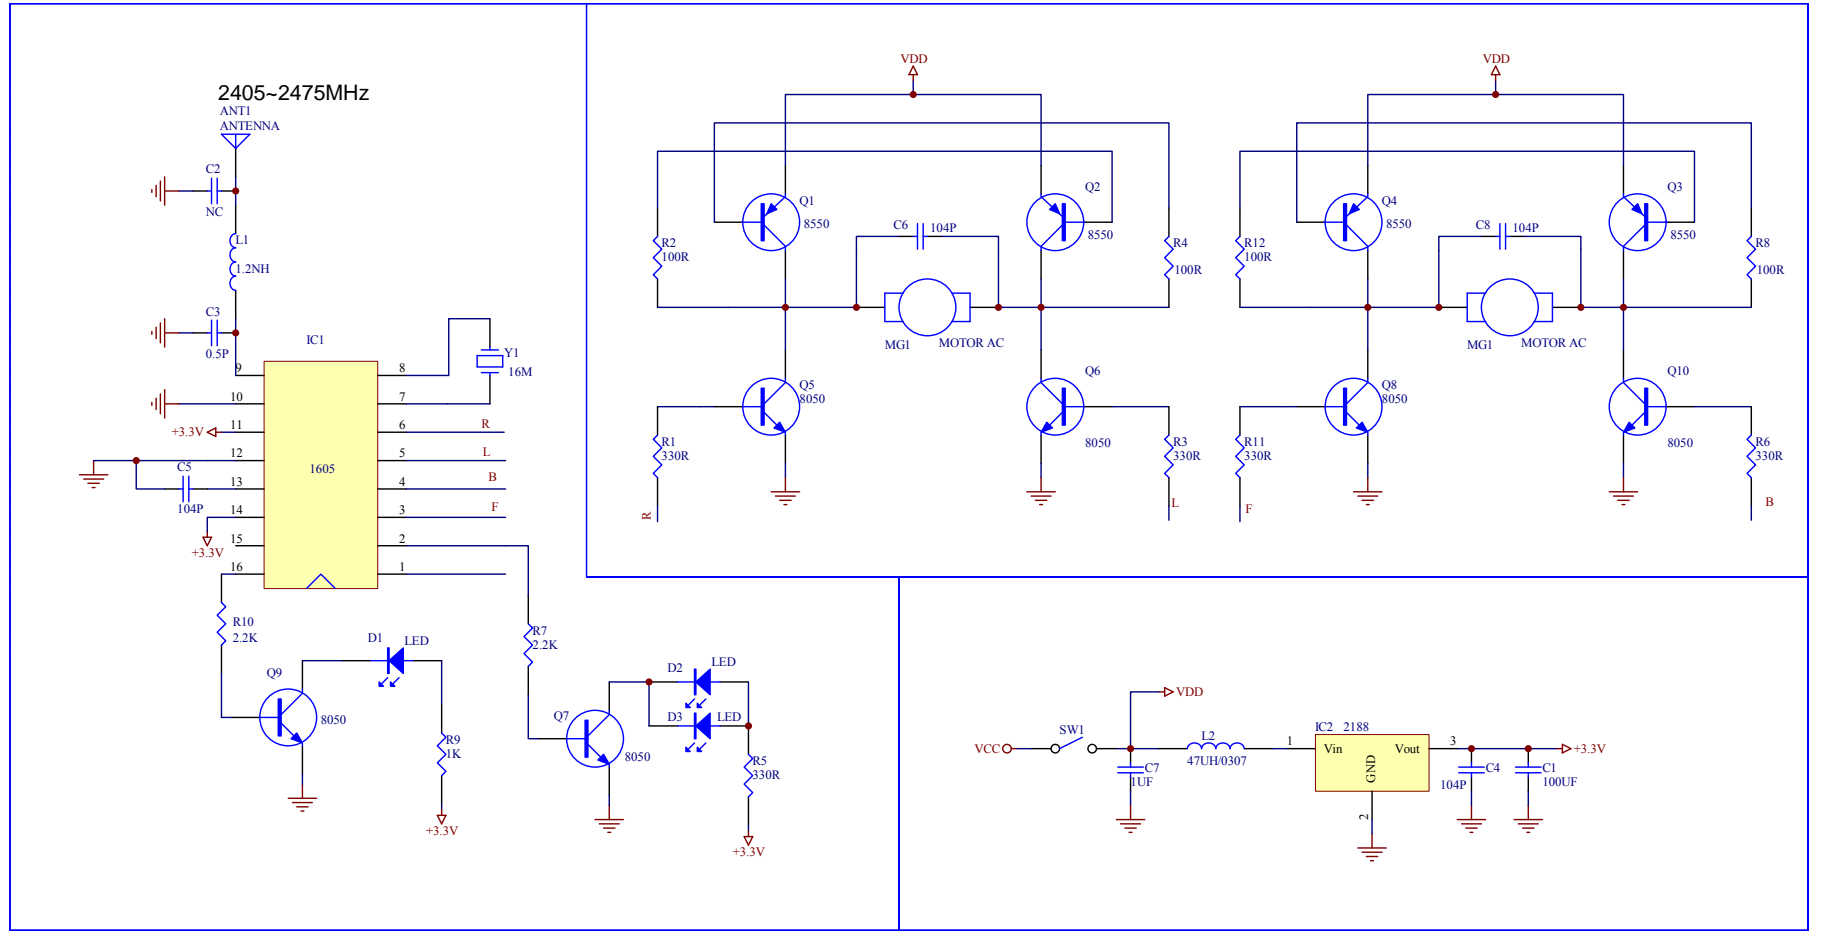 2405~2475MHz
ANT1
ANTENNA
C2
NC
L1
1.2NH
C3
0.5P
IC1
1605
9
10
11
12
13
14
15
16
8
7
6
5
4
3
2
1
+3.3V
C5
104P
+3.3V
Y1
16M
R
L
B
F
R10
2.2K
Q9
8050
D1
LED
R9
1K
+3.3V
R7
2.2K
Q7
8050
D2
LED
D3
LED
R5
330R
+3.3V
VDD
Q1
8550
Q2
8550
C6
104P
R2
100R
R4
100R
MG1
MOTOR AC
Q5
8050
Q6
8050
R1
330R
R3
330R
R
L
VDD
Q4
8550
Q3
8550
C8
104P
R12
100R
R8
100R
MG1
MOTOR AC
Q8
8050
Q10
8050
R11
330R
R6
330R
F
B
VDD
VCC
SW1
C7
1UF
L2
47UH/0307
IC2 2188
1
Vin
Vout
3
GND
2
C4
104P
C1
100UF
+3.3V